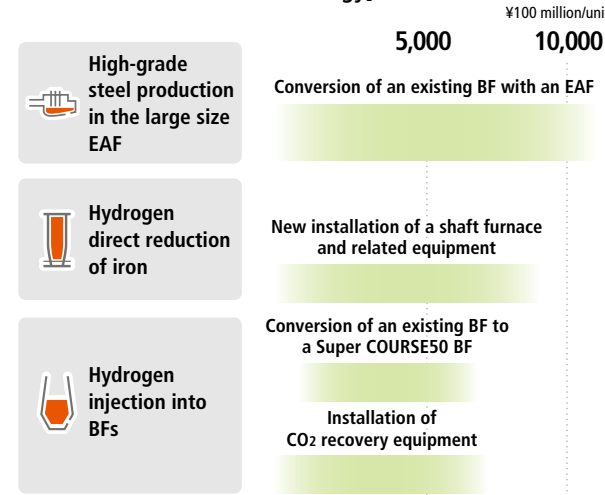 ¥100 million/uni
5,000 10,000
High-grade
steel production
in the large size
EAF
Conversion of an existing BF with an EAF
Hydrogen
direct reduction
of iron
New installation of a shaft furnace
and related equipment
Hydrogen
injection into
BFs
Conversion of an existing BF to
a Super COURSE50 BF
Installation of
CO2 recovery equipment